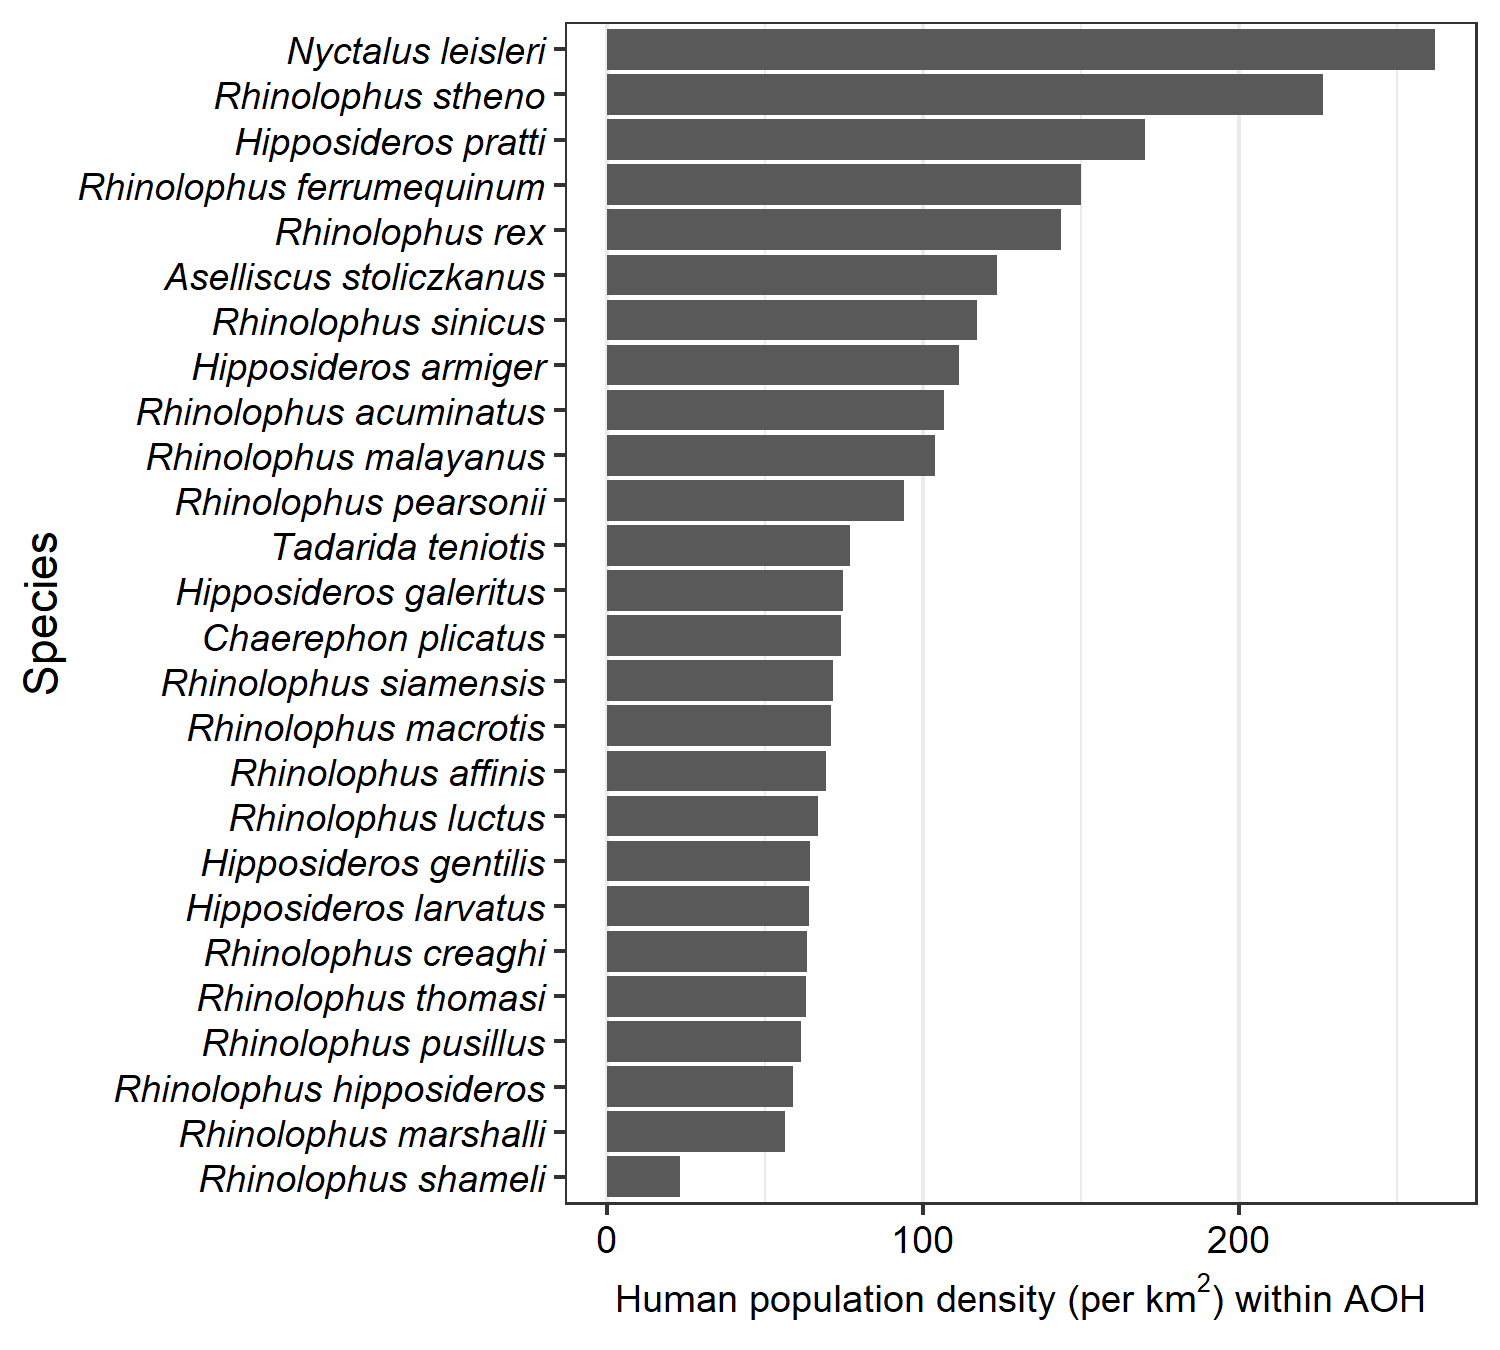 Nyctalus leisleri
Rhinolophus stheno
Hipposideros pratti
Rhinolophus ferrumequinum
Rhinolophus rex
Aselliscus stoliczkanus
Rhinolophus sinicus
Hipposideros armiger
Rhinolophus acuminatus
Rhinolophus malayanus
Rhinolophus pearsonii
Tadarida teniotis
Hipposideros galeritus
Chaerephon plicatus
Rhinolophus siamensis
Rhinolophus macrotis
Rhinolophus affinis
Rhinolophus luctus
Hipposideros gentilis
Hipposideros larvatus
Rhinolophus creaghi
Rhinolophus thomasi
Rhinolophus pusillus
Rhinolophus hipposideros
Rhinolophus marshalli
Rhinolophus shameli
Species
0 100 200
Human population density (per km²) within AOH